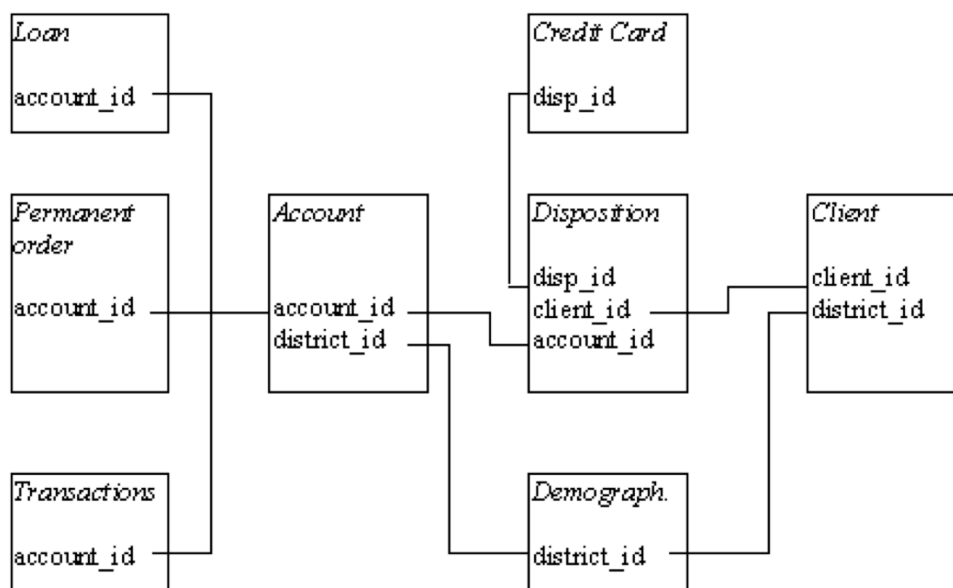 Loan
account_id
Credit Card
disp_id
Permanent
order
account_id
Account
account_id
district_id
Disposition
disp_id
client_id
account_id
Client
client_id
district_id
Transactions
account_id
Demograph.
district_id